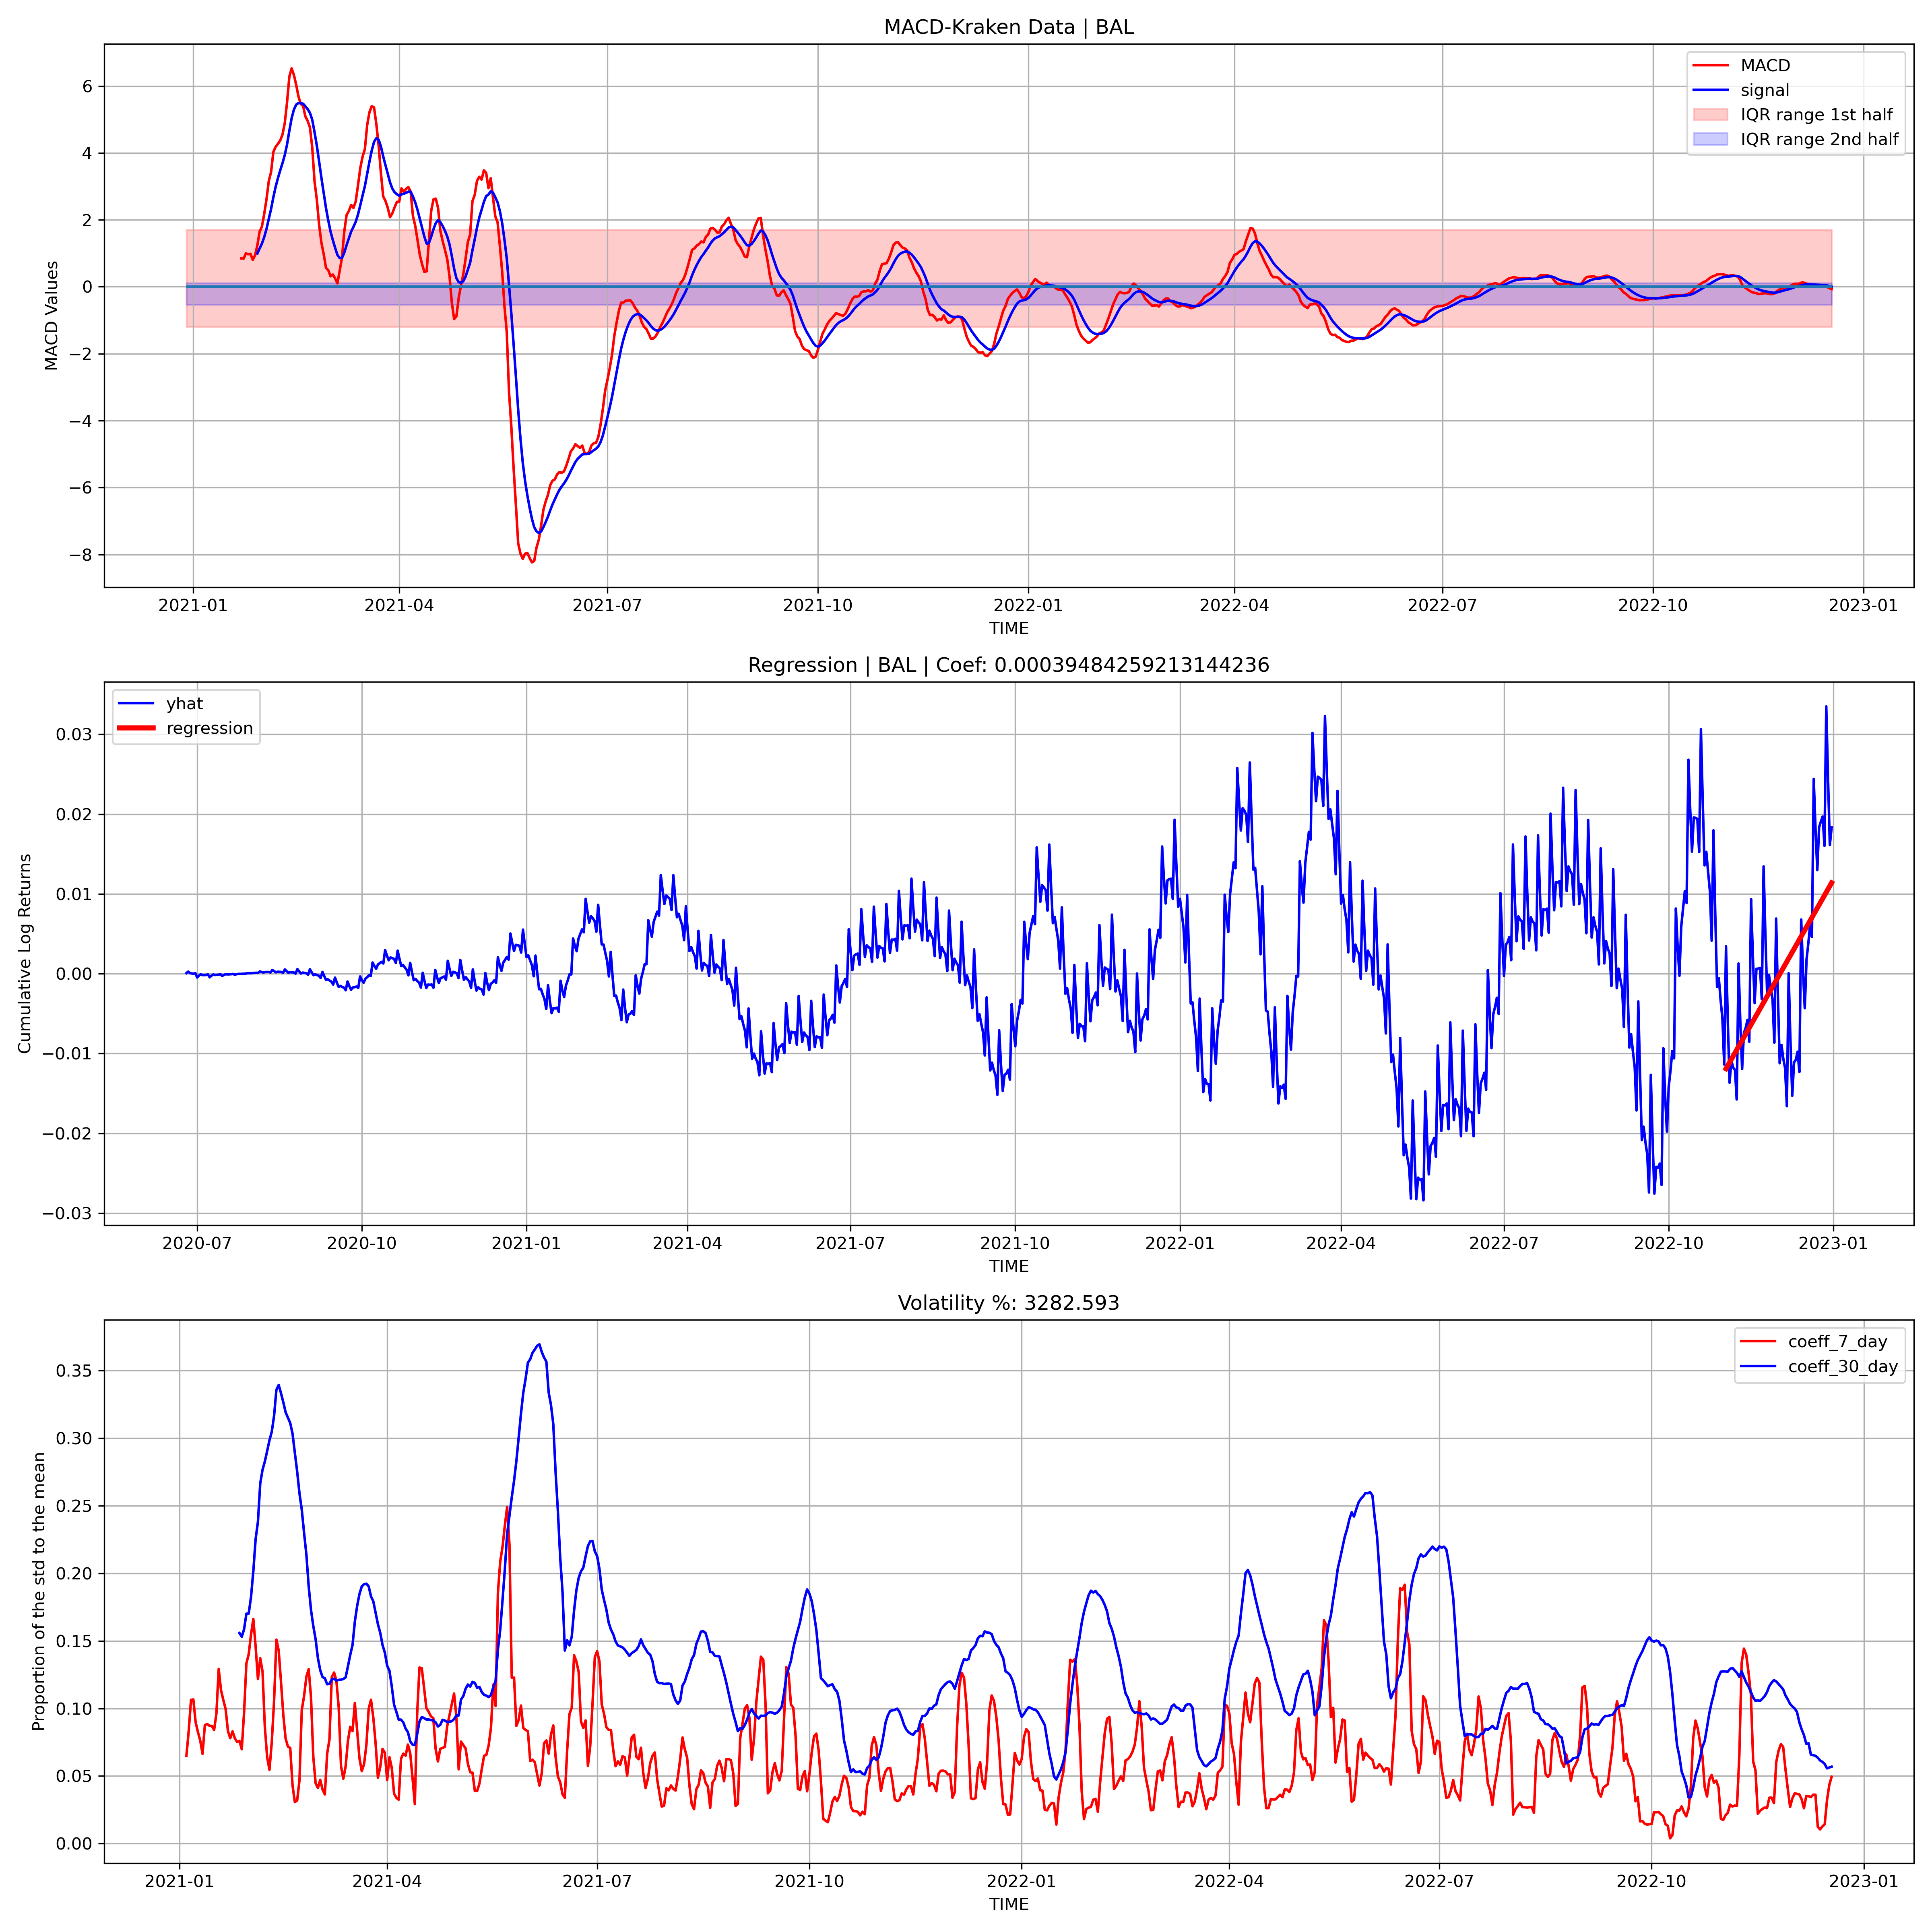 MACD-Kraken Data | BAL
MACD
signal
IQR range 1st half
IQR range 2nd half
MACD Values
6
4
2
0
−2
−4
−6
−8
2021-01 2021-04 2021-07 2021-10 2022-01 2022-04 2022-07 2022-10 2023-01
TIME
Regression | BAL | Coef: 0.00039484259213144236
yhat
regression
Cumulative Log Returns
0.03
0.02
0.01
0.00
−0.01
−0.02
−0.03
2020-07 2020-10 2021-01 2021-04 2021-07 2021-10 2022-01 2022-04 2022-07 2022-10 2023-01
TIME
Volatility %: 3282.593
coeff_7_day
coeff_30_day
Proportion of the std to the mean
0.35
0.30
0.25
0.20
0.15
0.10
0.05
0.00
2021-01 2021-04 2021-07 2021-10 2022-01 2022-04 2022-07 2022-10 2023-01
TIME